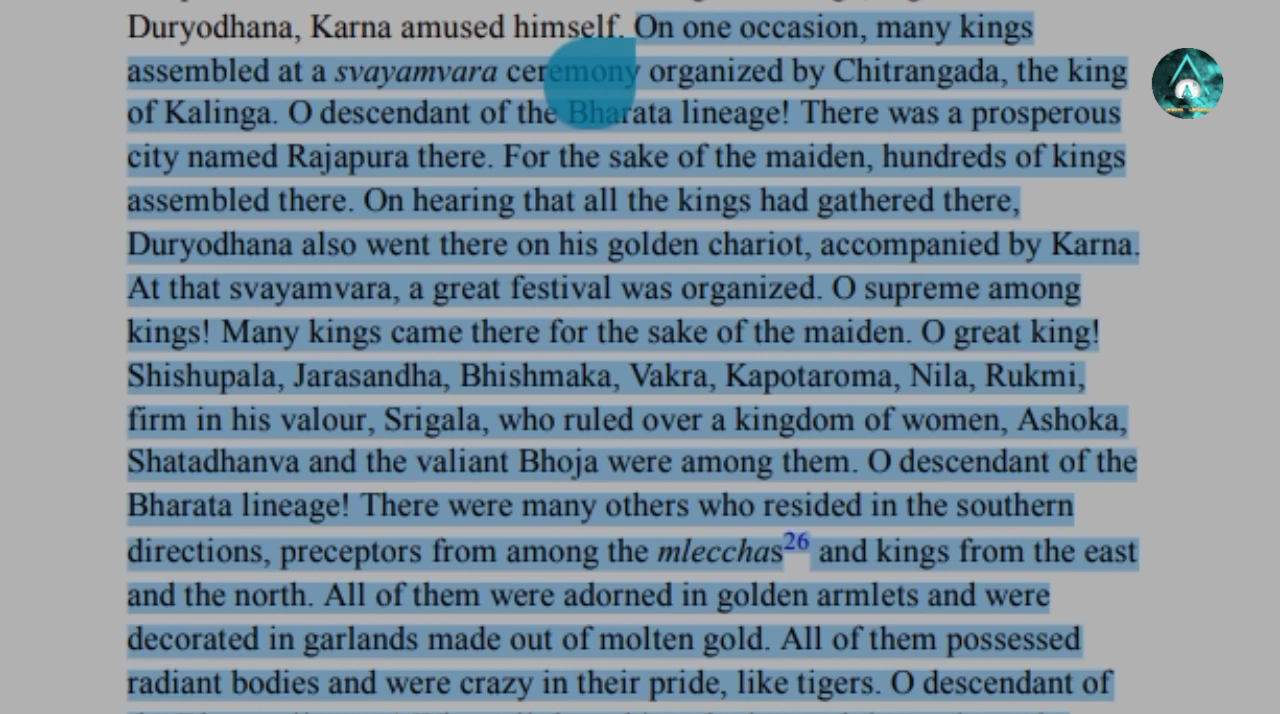 Duryodhana, Karna amused himself. On one occasion, many kings
assembled at a svayamvara ceremony organized by Chitrangada, the king
of Kalinga. O descendant of the Bharata lineage! There was a prosperous
city named Rajapura there. For the sake of the maiden, hundreds of kings
assembled there. On hearing that all the kings had gathered there,
Duryodhana also went there on his golden chariot, accompanied by Karna.
At that svayamvara, a great festival was organized. O supreme among
kings! Many kings came there for the sake of the maiden. O great king!
Shishupala, Jarasandha, Bhishmaka, Vakra, Kapotaroma, Nila, Rukmi,
firm in his valour, Srigala, who ruled over a kingdom of women, Ashoka,
Shatadhanva and the valiant Bhoja were among them. O descendant of the
Bharata lineage! There were many others who resided in the southern
directions, preceptors from among the mlecchas26 and kings from the east
and the north. All of them were adorned in golden armlets and were
decorated in garlands made out of molten gold. All of them possessed
radiant bodies and were crazy in their pride, like tigers. O descendant of